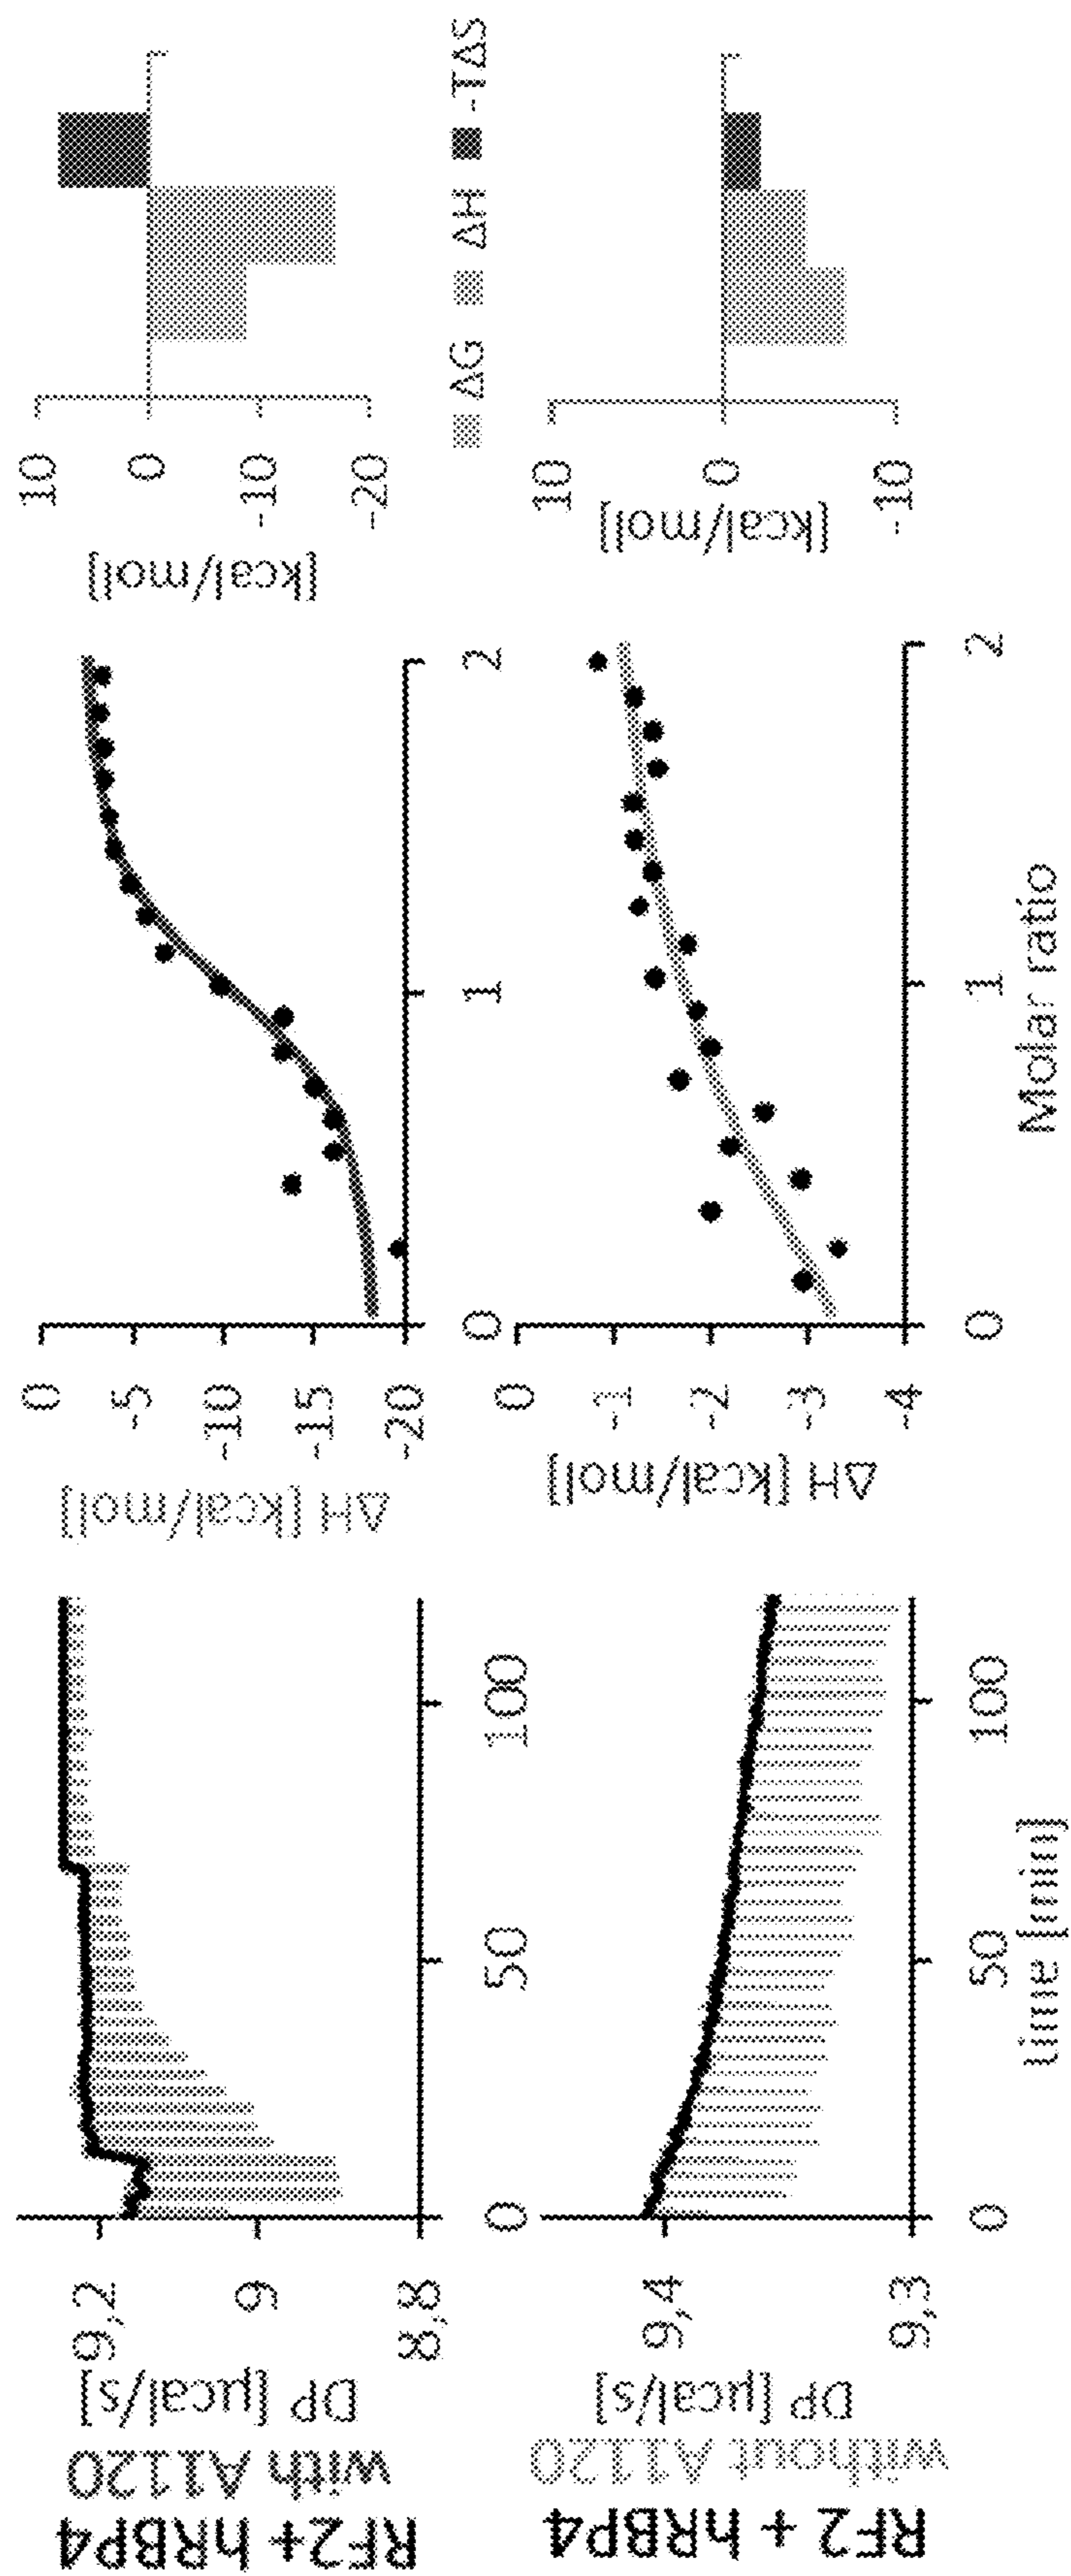 RF2+ hRBP4
with A1120
DP [µcal/s]
9,2
9
8,8
0
50
100
ΔH [kcal/mol]
0
-5
-10
-15
-20
0
1
2
[kcal/mol]
10
0
-10
-20
ΔG ΔH -TΔS
RF2 + hRBP4
without A1120
DP [µcal/s]
9,4
9,3
0
50
100
time [min]
ΔH [kcal/mol]
0
-1
-2
-3
-4
0
1
2
Molar ratio
[kcal/mol]
10
0
-10